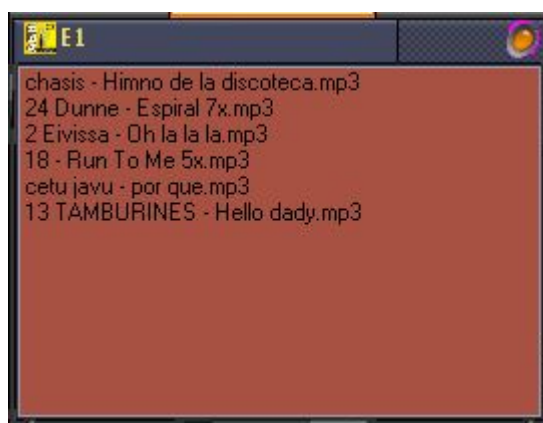 E1
chasis - Himno de la discoteca.mp3
24 Dunne - Espiral 7x.mp3
2 Eivissa - Oh la la la.mp3
18 - Run To Me 5x.mp3
cetu javu - por que.mp3
13 TAMBURINES - Hello dady.mp3